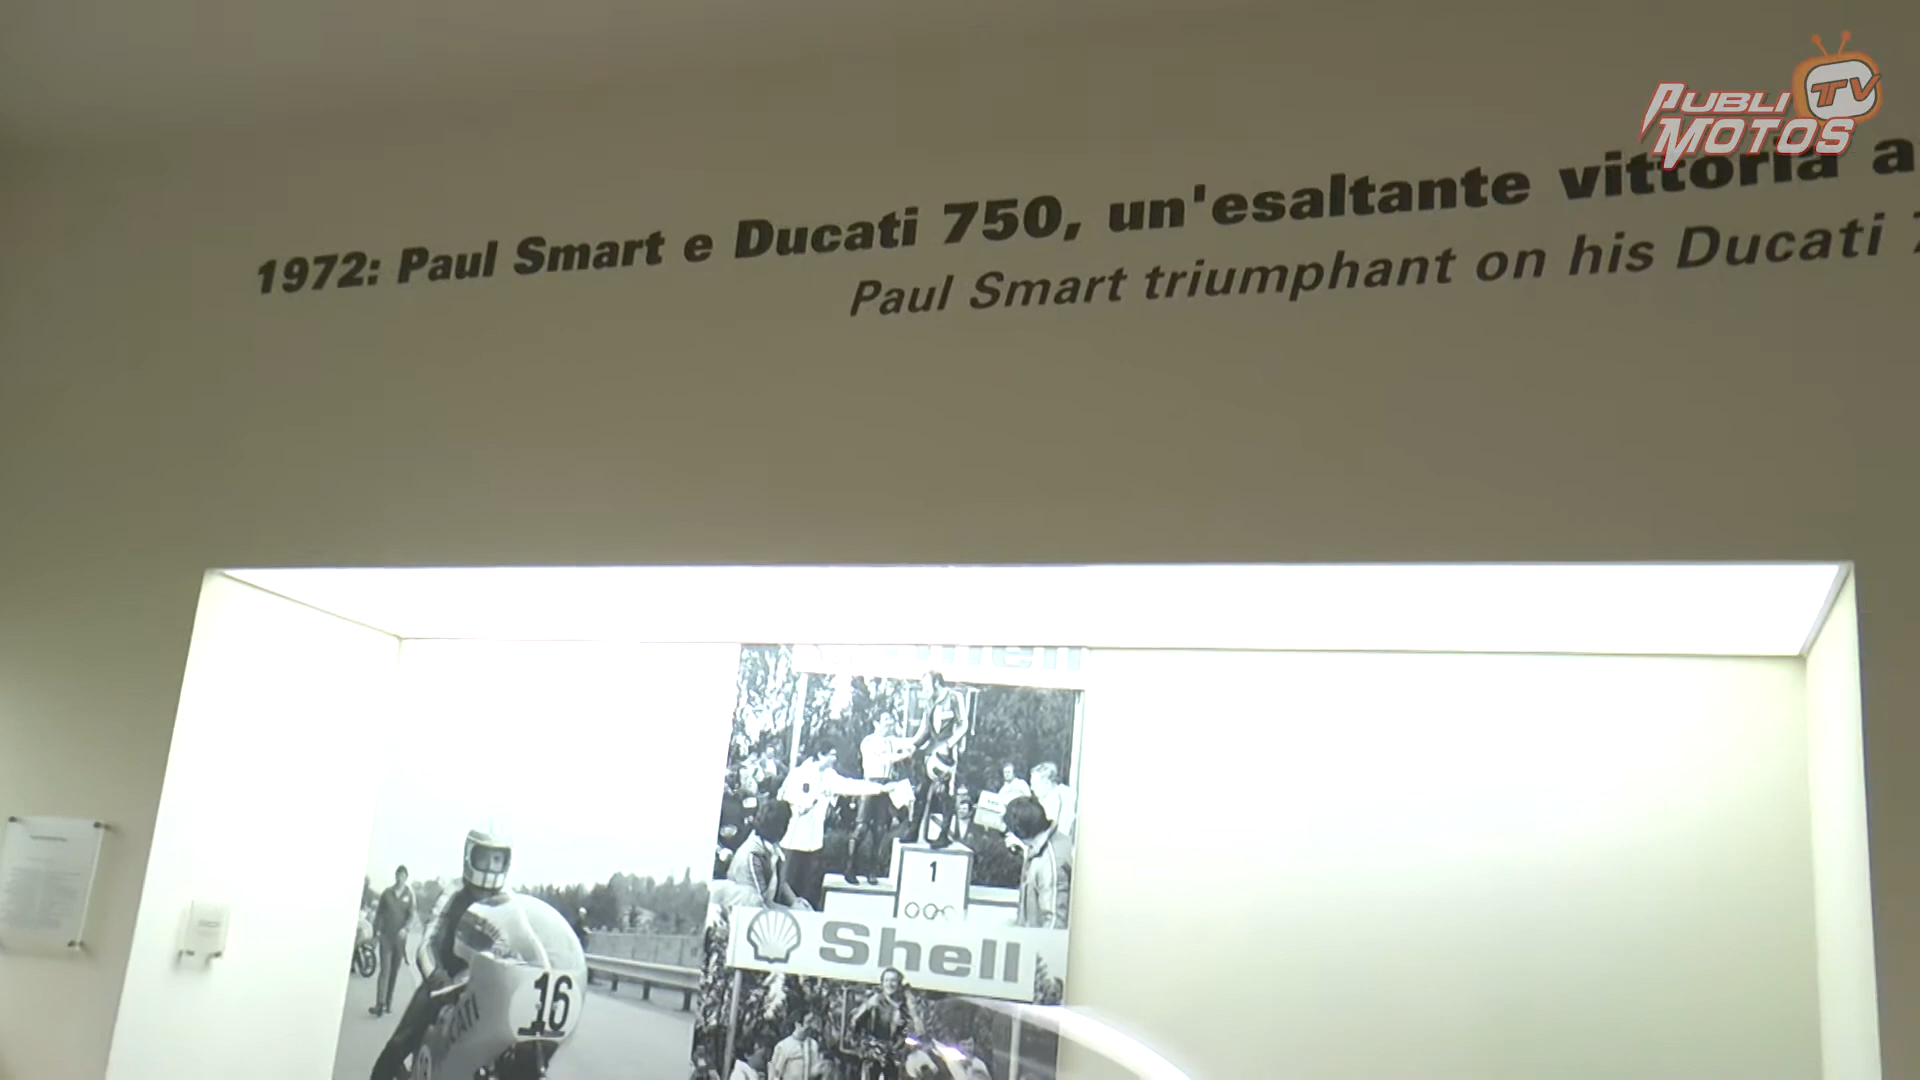 PUBLI TV
MOTOS
1972: Paul Smart e Ducati 750, un'esaltante vittoria a
Paul Smart triumphant on his Ducati
1
Shell
16